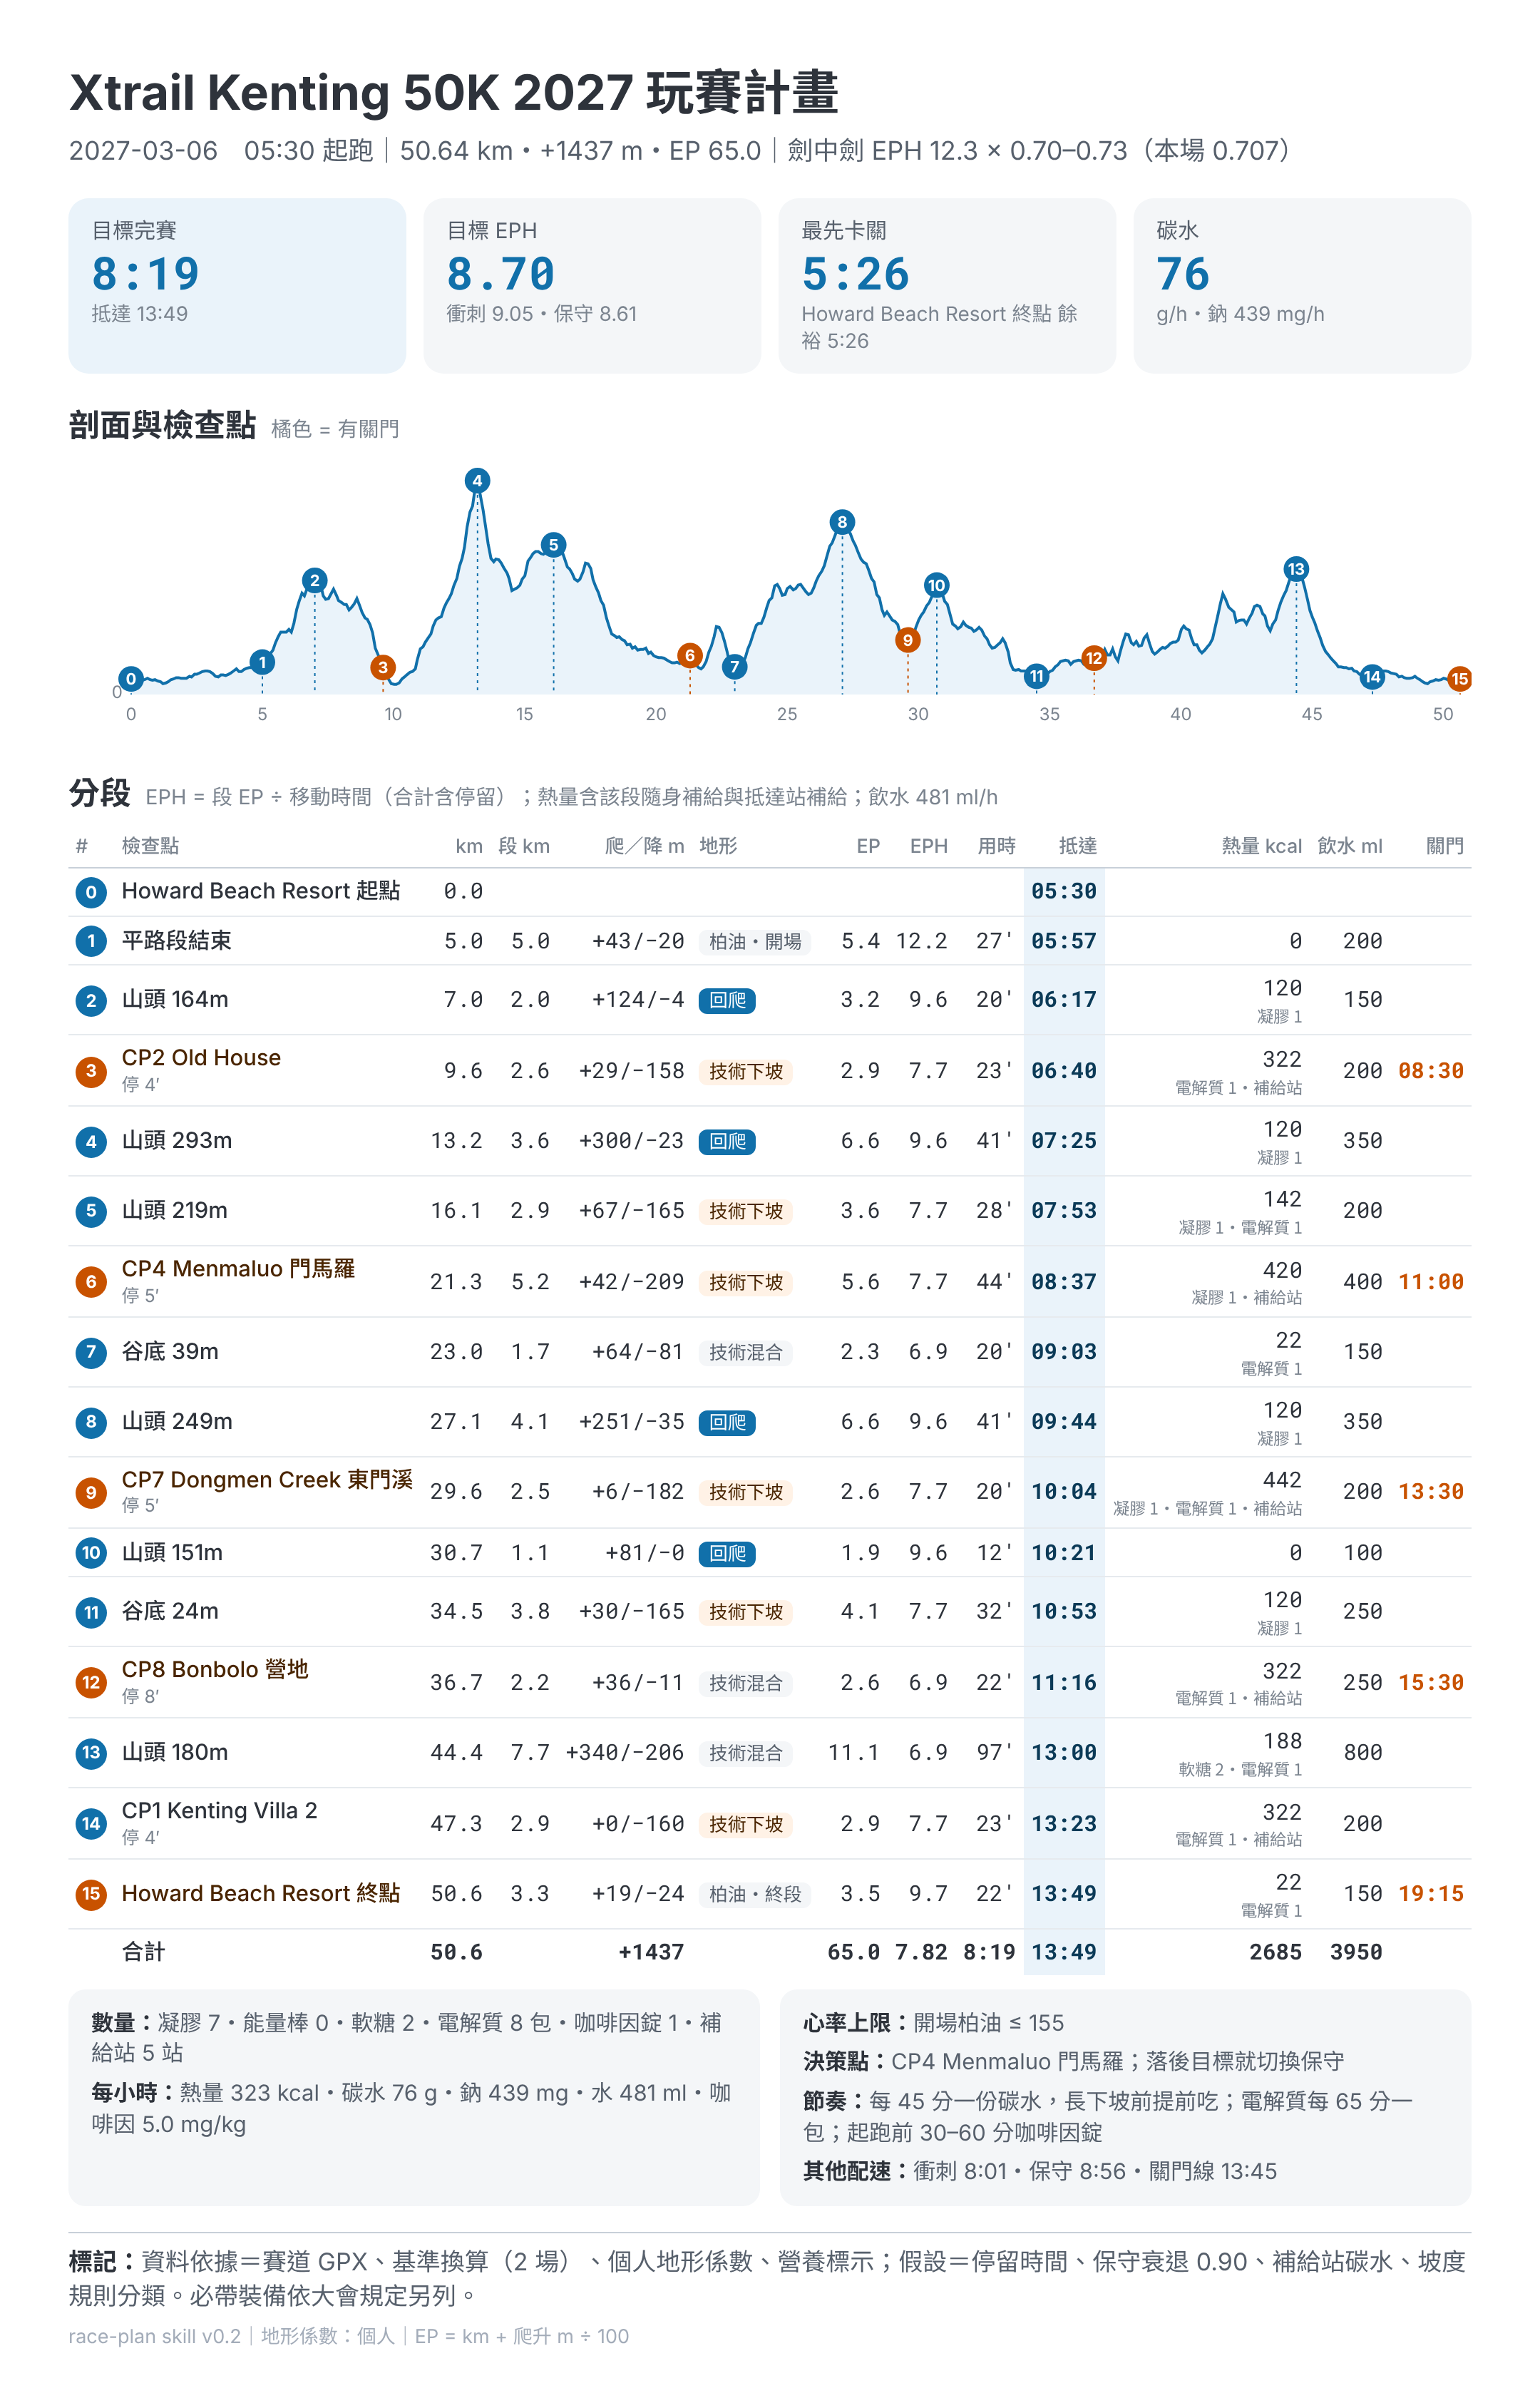 Xtrail Kenting 50K 2027 玩賽計畫
2027-03-06　05:30 起跑｜50.64 km・+1437 m・EP 65.0｜劍中劍 EPH 12.3 × 0.70–0.73（本場 0.707）
目標完賽
8:19
抵達 13:49
目標 EPH
8.70
衝刺 9.05・保守 8.61
最先卡關
5:26
Howard Beach Resort 終點 餘
裕 5:26
碳水
76
g/h・鈉 439 mg/h
剖面與檢查點 橘色 = 有關門
4
8
5
13
2
10
9
6
12
1
3
7
11
14
0
15
0
0 5 10 15 20 25 30 35 40 45 50
分段 EPH = 段 EP ÷ 移動時間（合計含停留）；熱量含該段隨身補給與抵達站補給；飲水 481 ml/h
# 檢查點 km 段 km 爬／降 m 地形 EP EPH 用時 抵達 熱量 kcal 飲水 ml 關門
0 Howard Beach Resort 起點 0.0 05:30
1 平路段結束 5.0 5.0 +43/−20 柏油・開場 5.4 12.2 27' 05:57 0 200
2 山頭 164m 7.0 2.0 +124/−4 回爬 3.2 9.6 20' 06:17 120 150
凝膠 1
3 CP2 Old House 9.6 2.6 +29/−158 技術下坡 2.9 7.7 23' 06:40 322 200 08:30
停 4′ 電解質 1・補給站
4 山頭 293m 13.2 3.6 +300/−23 回爬 6.6 9.6 41' 07:25 120 350
凝膠 1
5 山頭 219m 16.1 2.9 +67/−165 技術下坡 3.6 7.7 28' 07:53 142 200
凝膠 1・電解質 1
6 CP4 Menmaluo 門馬羅 21.3 5.2 +42/−209 技術下坡 5.6 7.7 44' 08:37 420 400 11:00
停 5′ 凝膠 1・補給站
7 谷底 39m 23.0 1.7 +64/−81 技術混合 2.3 6.9 20' 09:03 22 150
電解質 1
8 山頭 249m 27.1 4.1 +251/−35 回爬 6.6 9.6 41' 09:44 120 350
凝膠 1
9 CP7 Dongmen Creek 東門溪 29.6 2.5 +6/−182 技術下坡 2.6 7.7 20' 10:04 442 200 13:30
停 5′ 凝膠 1・電解質 1・補給站
10 山頭 151m 30.7 1.1 +81/−0 回爬 1.9 9.6 12' 10:21 0 100
11 谷底 24m 34.5 3.8 +30/−165 技術下坡 4.1 7.7 32' 10:53 120 250
凝膠 1
12 CP8 Bonbolo 營地 36.7 2.2 +36/−11 技術混合 2.6 6.9 22' 11:16 322 250 15:30
停 8′ 電解質 1・補給站
13 山頭 180m 44.4 7.7 +340/−206 技術混合 11.1 6.9 97' 13:00 188 800
軟糖 2・電解質 1
14 CP1 Kenting Villa 2 47.3 2.9 +0/−160 技術下坡 2.9 7.7 23' 13:23 322 200
停 4′ 電解質 1・補給站
15 Howard Beach Resort 終點 50.6 3.3 +19/−24 柏油・終段 3.5 9.7 22' 13:49 22 150 19:15
電解質 1
合計 50.6 +1437 65.0 7.82 8:19 13:49 2685 3950
數量：凝膠 7・能量棒 0・軟糖 2・電解質 8 包・咖啡因錠 1・補
給站 5 站
每小時：熱量 323 kcal・碳水 76 g・鈉 439 mg・水 481 ml・咖
啡因 5.0 mg/kg
心率上限：開場柏油 ≤ 155
決策點：CP4 Menmaluo 門馬羅；落後目標就切換保守
節奏：每 45 分一份碳水，長下坡前提前吃；電解質每 65 分一
包；起跑前 30–60 分咖啡因錠
其他配速：衝刺 8:01・保守 8:56・關門線 13:45
標記：資料依據＝賽道 GPX、基準換算（2 場）、個人地形係數、營養標示；假設＝停留時間、保守衰退 0.90、補給站碳水、坡度
規則分類。必帶裝備依大會規定另列。
race-plan skill v0.2｜地形係數：個人｜EP = km + 爬升 m ÷ 100